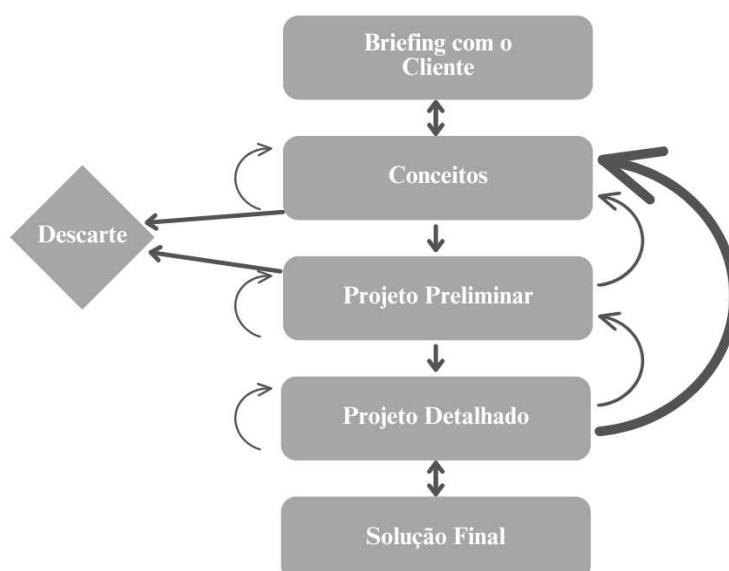 Briefing com o
Cliente
Conceitos
Descarte
Projeto Preliminar
Projeto Detalhado
Solução Final